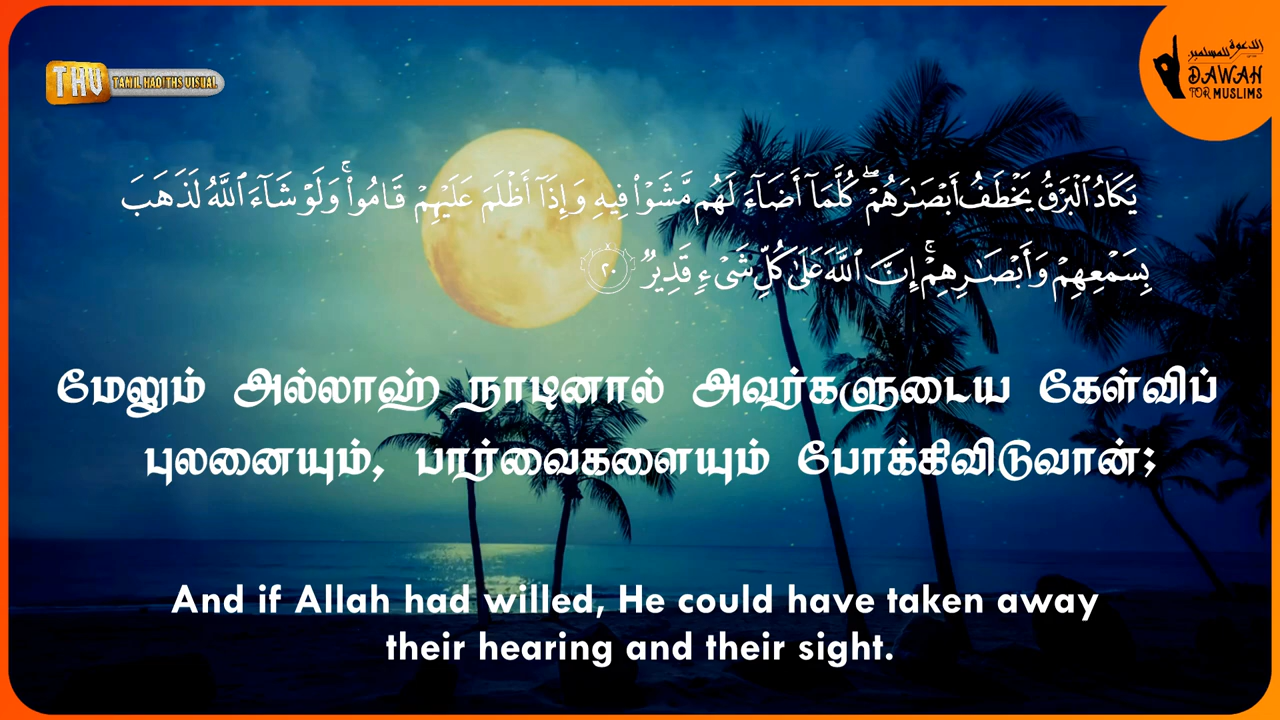 THV TAMIL HADITHS VISUAL
الدعوة للمسلمين
DAWAH
FOR MUSLIMS
يَكَادُ ٱلْبَرْقُ يَخْطَفُ أَبْصَـٰرَهُمْ ۖ كُلَّمَآ أَضَآءَ لَهُم مَّشَوْا۟ فِيهِ وَإِذَآ أَظْلَمَ عَلَيْهِمْ قَامُوا۟ ۚ وَلَوْ شَآءَ ٱللَّهُ لَذَهَبَ
بِسَمْعِهِمْ وَأَبْصَـٰرِهِمْ ۚ إِنَّ ٱللَّهَ عَلَىٰ كُلِّ شَىْءٍ قَدِيرٌ ٢٠
மேலும் அல்லாஹ் நாடினால் அவர்களுடைய கேள்விப்
புலனையும், பார்வைகளையும் போக்கிவிடுவான்;
And if Allah had willed, He could have taken away
their hearing and their sight.